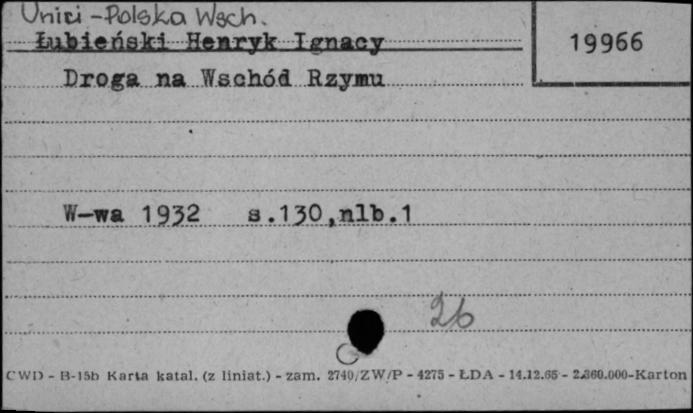 Unici - Polska Wsch.
Łubieński Henryk Ignacy
19966
Droga na Wschód Rzymu
W-wa 1932 s.130,nlb.1
26
G
CWD - B-15b Karta katal. (z liniat.) - zam. 2740/ZW/P - 4275 - ŁDA - 14.12.65 - 2.860.000-Karton